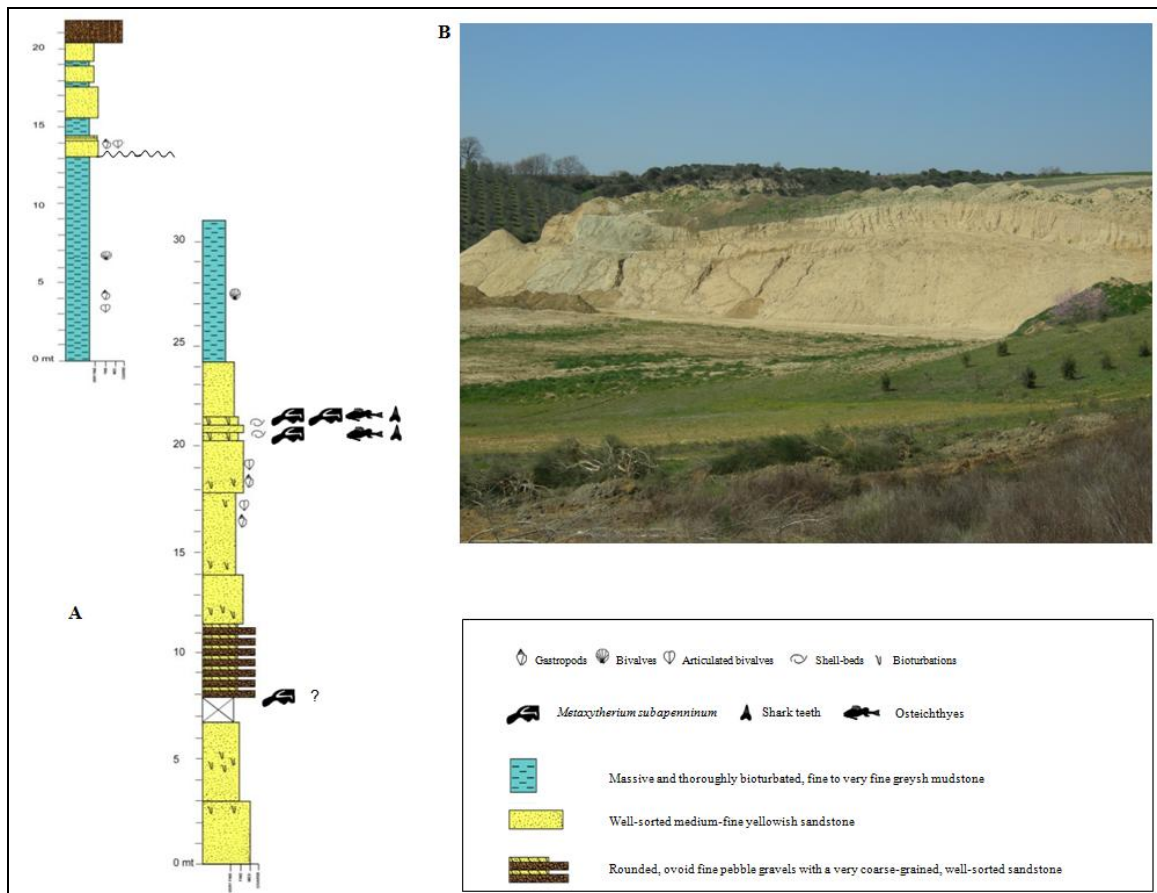 B
20
15
10
5
0 mt
30
25
20
15
A
10
?
5
0 mt
Gastropods Bivalves Articulated bivalves Shell-beds Bioturbations
Metaxytherium subapenninum Shark teeth Osteichthyes
Massive and thoroughly bioturbated, fine to very fine greysh mudstone
Well-sorted medium-fine yellowish sandstone
Rounded, ovoid fine pebble gravels with a very coarse-grained, well-sorted sandstone